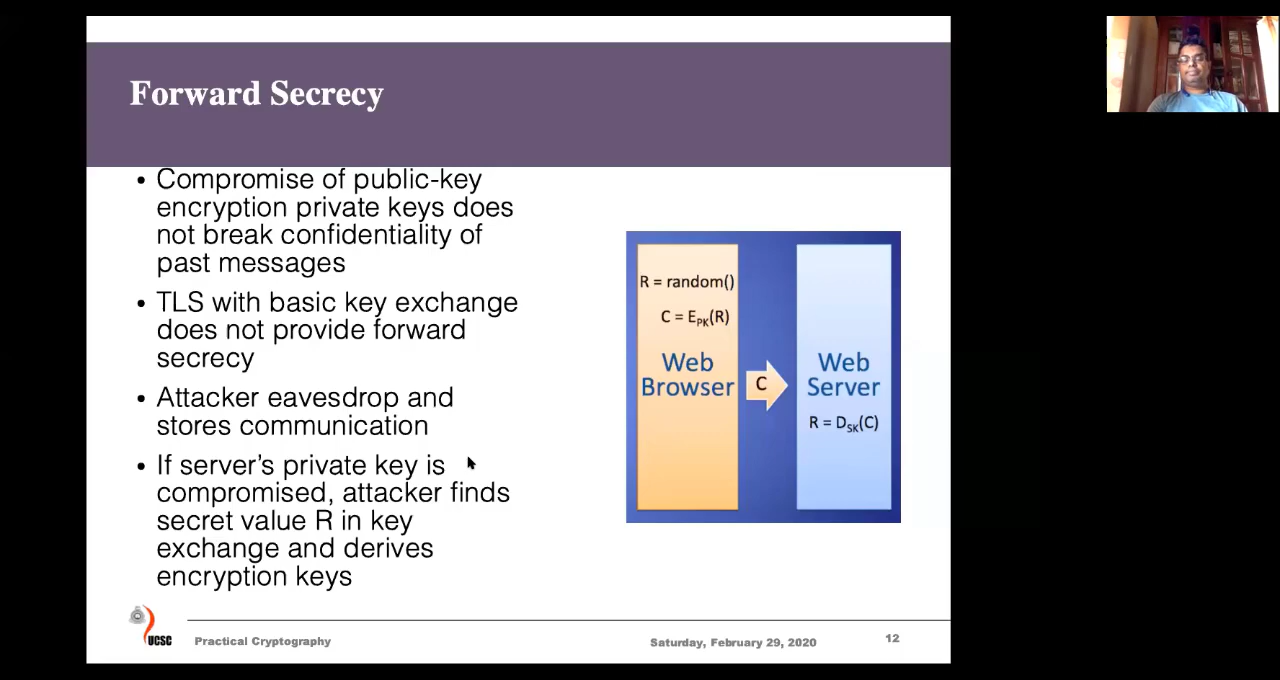 Forward Secrecy
• Compromise of public-key
encryption private keys does
not break confidentiality of
past messages
• TLS with basic key exchange
does not provide forward
secrecy
• Attacker eavesdrop and
stores communication
• If server's private key is
compromised, attacker finds
secret value R in key
exchange and derives
encryption keys
R = random()
C = EPK(R)
Web
Browser
C
Web
Server
R = DSK(C)
UCSC
Practical Cryptography
Saturday, February 29, 2020
12